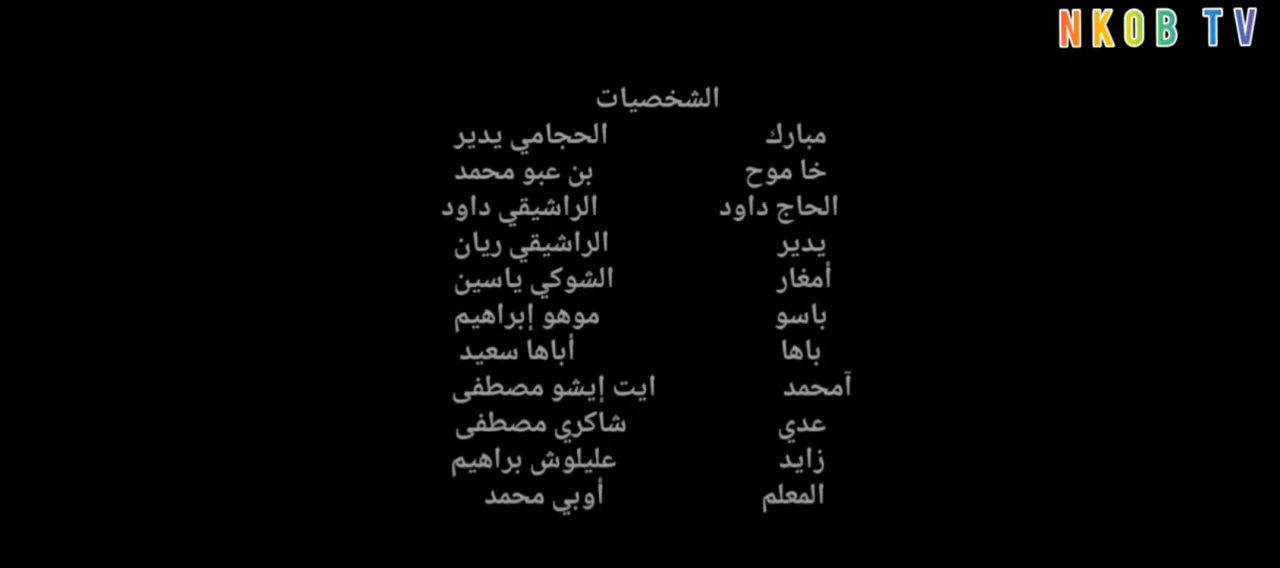 NKOB TV
الشخصيات
مبارك الحجامي يدير
خا موح بن عبو محمد
الحاج داود الراشيقي داود
يدير الراشيقي ريان
أمغار الشوكي ياسين
باسو موهو إبراهيم
باها أباها سعيد
آمحمد ايت إيشو مصطفى
عدي شاكري مصطفى
زايد عليلوش براهيم
المعلم أوبي محمد